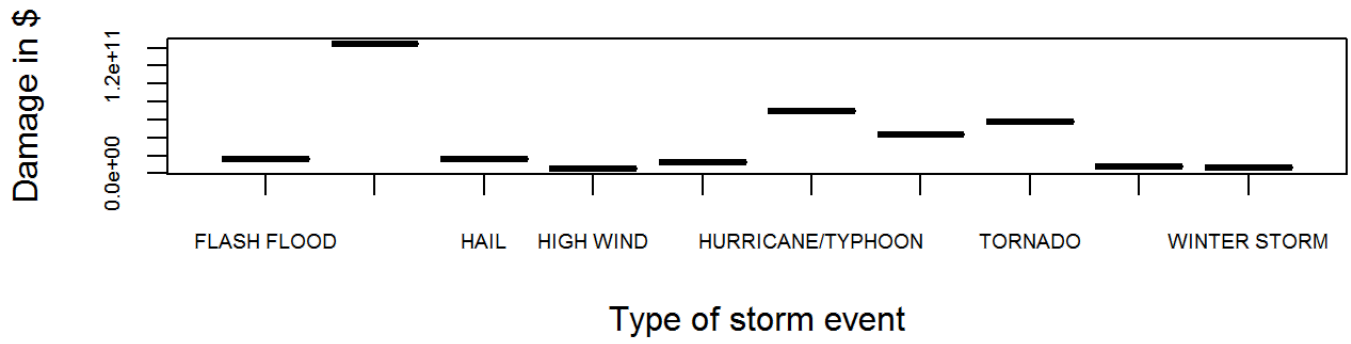 Damage in $
1.2e+11
0.0e+00
FLASH FLOOD HAIL HIGH WIND HURRICANE/TYPHOON TORNADO WINTER STORM
Type of storm event